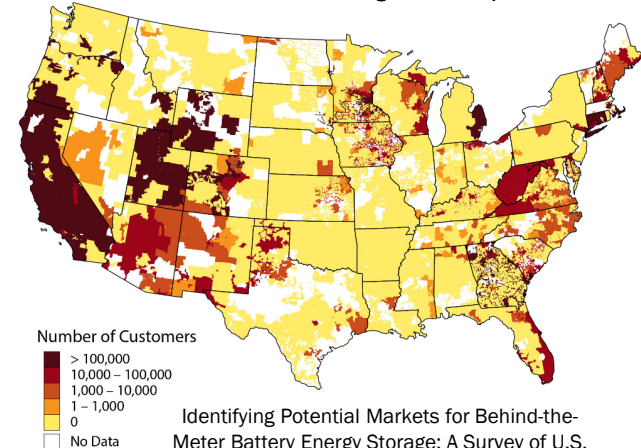 Number of Customers
> 100,000
10,000 – 100,000
1,000 – 10,000
1 – 1,000
0
No Data
Identifying Potential Markets for Behind-the-
Meter Battery Energy Storage: A Survey of U.S.